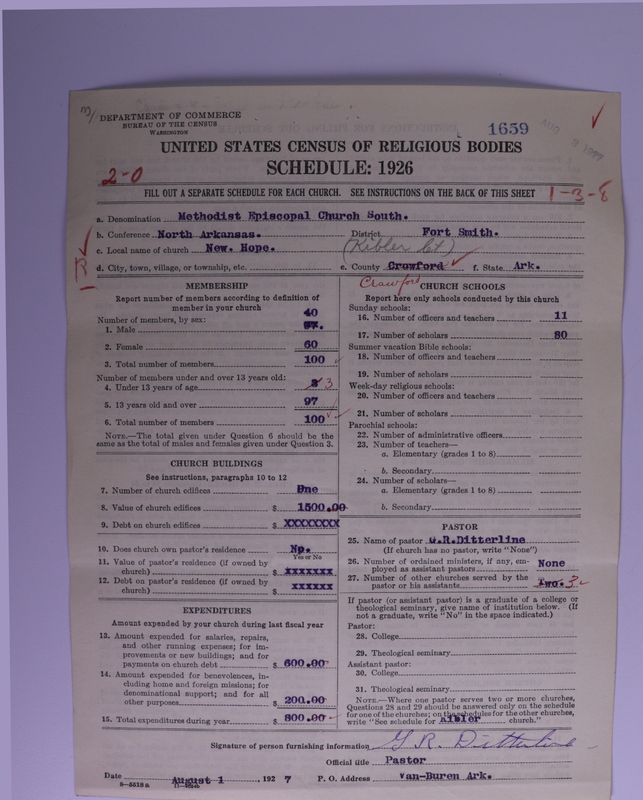 DEPARTMENT OF COMMERCE
BUREAU OF THE CENSUS
WASHINGTON
1659
UNITED STATES CENSUS OF RELIGIOUS BODIES
SCHEDULE: 1926
2-0
FILL OUT A SEPARATE SCHEDULE FOR EACH CHURCH. SEE INSTRUCTIONS ON THE BACK OF THIS SHEET
1-3-8
a. Denomination Methodist Episcopal Church South.
b. Conference North Arkansas. District Fort Smith.
c. Local name of church New. Hope. (Kibler Ct)
d. City, town, village, or township, etc. e. County Crowford f. State Ark.
R
Crawford
MEMBERSHIP
Report number of members according to definition of
member in your church
40
Number of members, by sex:
1. Male
2. Female 60
3. Total number of members 100
Number of members under and over 13 years old:
4. Under 13 years of age 3
5. 13 years old and over 97
6. Total number of members 100
NOTE.—The total given under Question 6 should be the
same as the total of males and females given under Question 3.
CHURCH BUILDINGS
See instructions, paragraphs 10 to 12
7. Number of church edifices One
8. Value of church edifices $ 1500.00
9. Debt on church edifices $ XXXXXXXX
10. Does church own pastor's residence No.
Yes or No
11. Value of pastor's residence (if owned by
church) $ xxxxxxx
12. Debt on pastor's residence (if owned by
church) $ xxxxxx
EXPENDITURES
Amount expended by your church during last fiscal year
13. Amount expended for salaries, repairs,
and other running expenses; for im-
provements or new buildings; and for
payments on church debt $ 600.00
14. Amount expended for benevolences, in-
cluding home and foreign missions; for
denominational support; and for all
other purposes $ 200.00
15. Total expenditures during year $ 800.00
CHURCH SCHOOLS
Report here only schools conducted by this church
Sunday schools:
16. Number of officers and teachers 11
17. Number of scholars 80
Summer vacation Bible schools:
18. Number of officers and teachers
19. Number of scholars
Week-day religious schools:
20. Number of officers and teachers
21. Number of scholars
Parochial schools:
22. Number of administrative officers
23. Number of teachers—
a. Elementary (grades 1 to 8)
b. Secondary
24. Number of scholars—
a. Elementary (grades 1 to 8)
b. Secondary
PASTOR
25. Name of pastor G.R.Ditterline
(If church has no pastor, write "None")
26. Number of ordained ministers, if any, em-
ployed as assistant pastors None
27. Number of other churches served by the
pastor or his assistants Two. 3
If pastor (or assistant pastor) is a graduate of a college or
theological seminary, give name of institution below. (If
not a graduate, write "No" in the space indicated.)
Pastor:
28. College
29. Theological seminary
Assistant pastor:
30. College
31. Theological seminary
NOTE.—Where one pastor serves two or more churches,
Questions 28 and 29 should be answered only on the schedule
for one of the churches; on the schedules for the other churches,
write "See schedule for Kibler church."
Signature of person furnishing information G R. Ditterline
Official title Pastor
Date August 1, 1927 P. O. Address Van-Buren Ark.
8-5518a